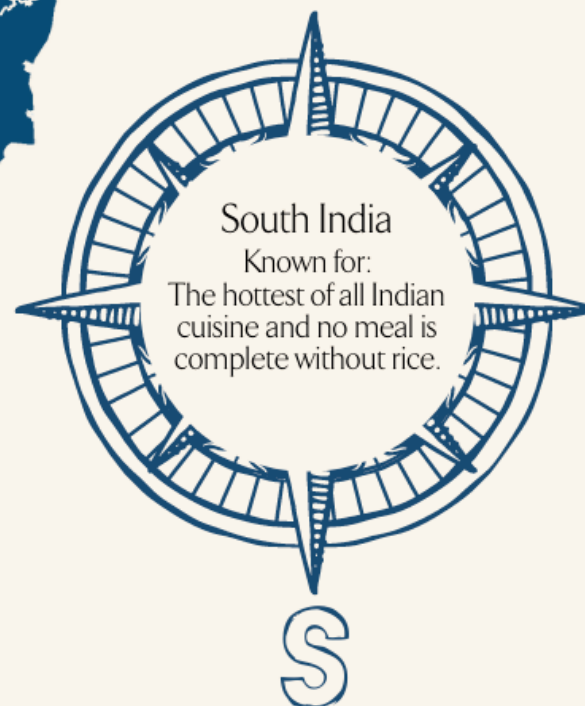 South India
Known for:
The hottest of all Indian
cuisine and no meal is
complete without rice.
S